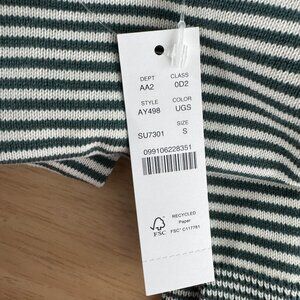 DEPT CLASS
AA2 0D2
STYLE COLOR
AY498 UGS
SIZE
SU7301 S
099106228351
RECYCLED
Paper
FSC FSC® C117781